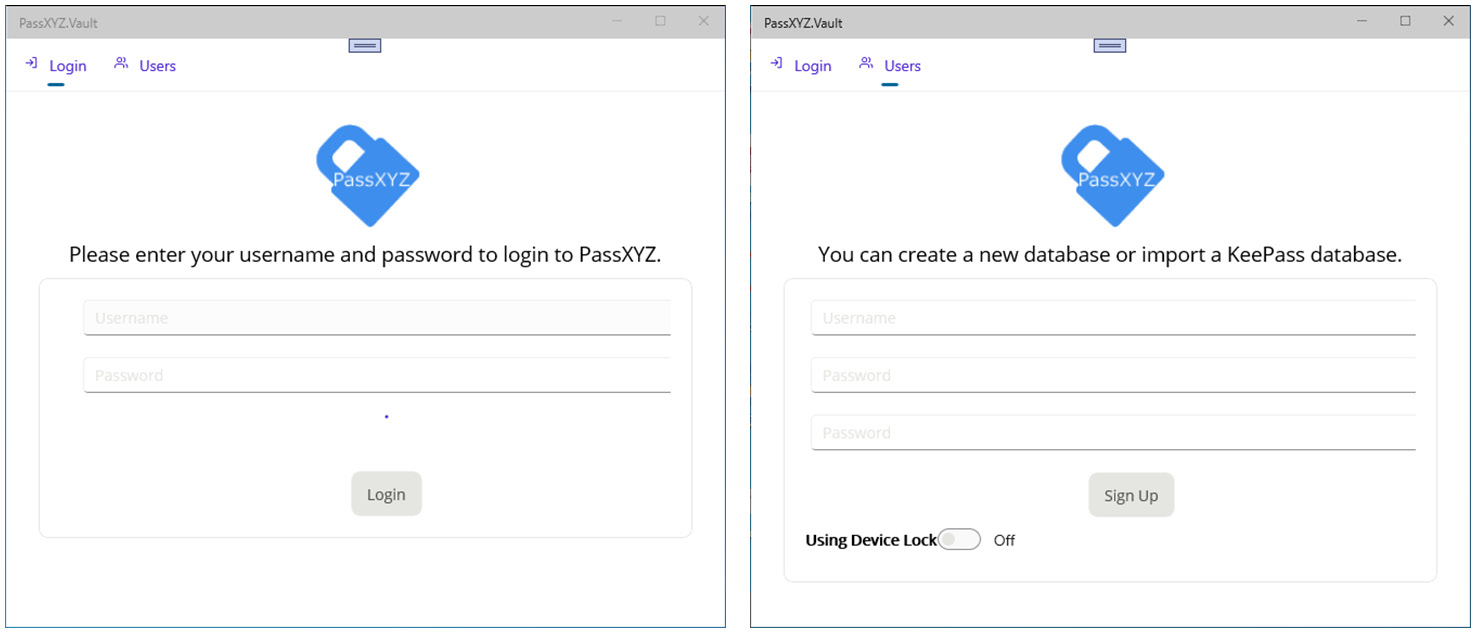 PassXYZ.Vault
Login Users
PassXYZ
Please enter your username and password to login to PassXYZ.
Username
Password
Login
PassXYZ.Vault
Login Users
PassXYZ
You can create a new database or import a KeePass database.
Username
Password
Password
Sign Up
Using Device Lock Off